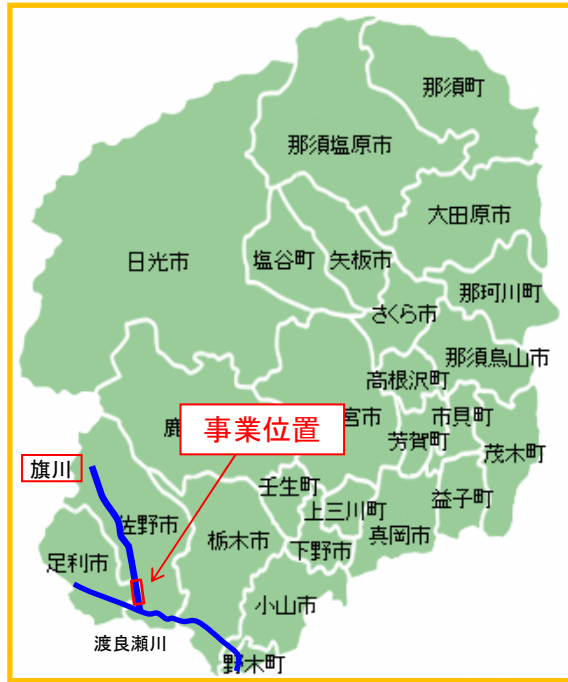 那須町
那須塩原市
大田原市
日光市
塩谷町
矢板市
那珂川町
さくら市
那須烏山市
高根沢町
鹿
事業位置
宮市
市貝町
芳賀町
茂木町
旗川
壬生町
益子町
上三川町
佐野市
栃木市
真岡市
下野市
足利市
小山市
渡良瀬川
野木町